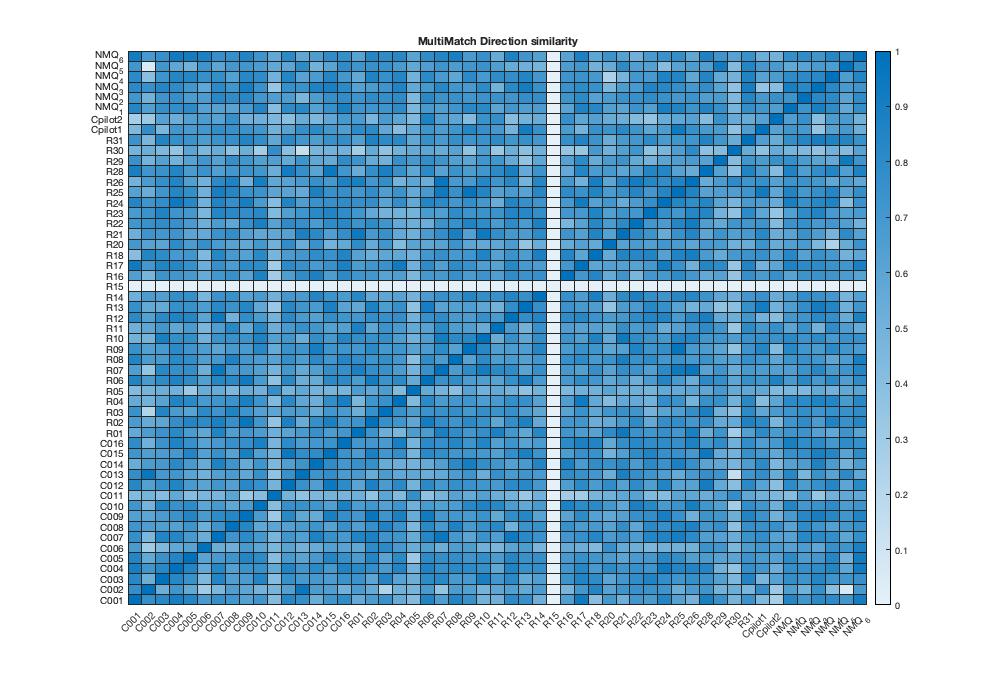 MultiMatch Direction similarity
NMQ6
NMQ5
NMQ4
NMQ3
NMQ2
NMQ1
Cpilot2
Cpilot1
R31
R30
R29
R28
R26
R25
R24
R23
R22
R21
R20
R18
R17
R16
R15
R14
R13
R12
R11
R10
R09
R08
R07
R06
R05
R04
R03
R02
R01
C016
C015
C014
C013
C012
C011
C010
C009
C008
C007
C006
C005
C004
C003
C002
C001
C001 C002 C003 C004 C005 C006 C007 C008 C009 C010 C011 C012 C013 C014 C015 C016 R01 R02 R03 R04 R05 R06 R07 R08 R09 R10 R11 R12 R13 R14 R15 R16 R17 R18 R20 R21 R22 R23 R24 R25 R26 R28 R29 R30 R31 Cpilot1 Cpilot2 NMQ NMQ NMQ NMQ NMQ NMQ6
1
0.9
0.8
0.7
0.6
0.5
0.4
0.3
0.2
0.1
0